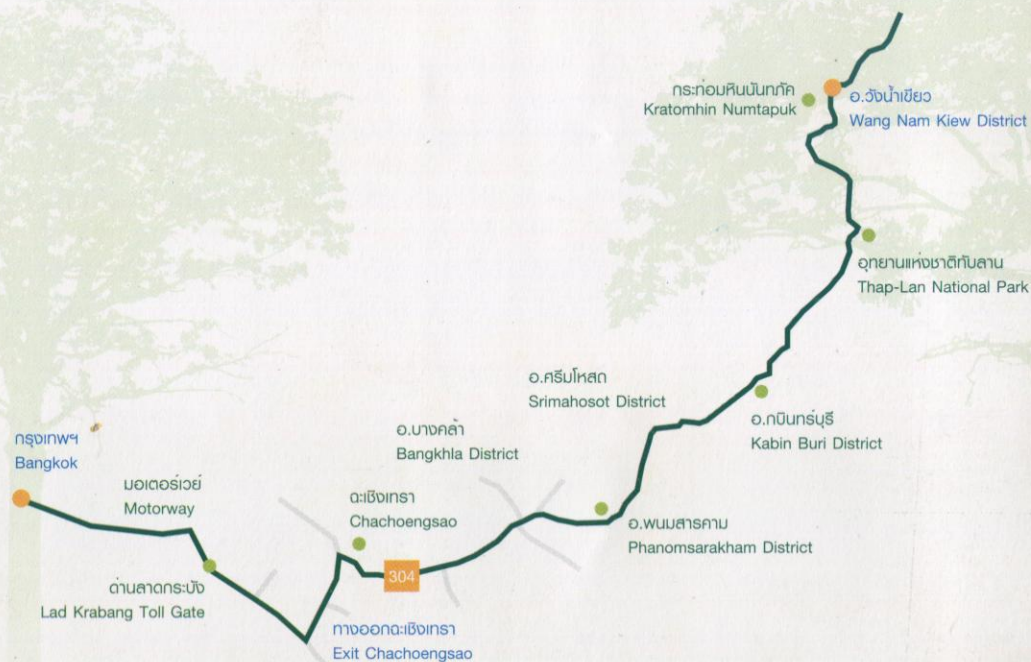 กระท่อมหินนันทภัค
Kratomhin Numtapuk
อ.วังน้ำเขียว
Wang Nam Kiew District
อุทยานแห่งชาติทับลาน
Thap-Lan National Park
อ.ศรีมโหสถ
Srimahosot District
อ.กบินทร์บุรี
Kabin Buri District
อ.บางคล้า
Bangkhla District
กรุงเทพฯ
Bangkok
มอเตอร์เวย์
Motorway
ฉะเชิงเทรา
Chachoengsao
อ.พนมสารคาม
Phanomsarakham District
304
ด่านลาดกระบัง
Lad Krabang Toll Gate
ทางออกฉะเชิงเทรา
Exit Chachoengsao